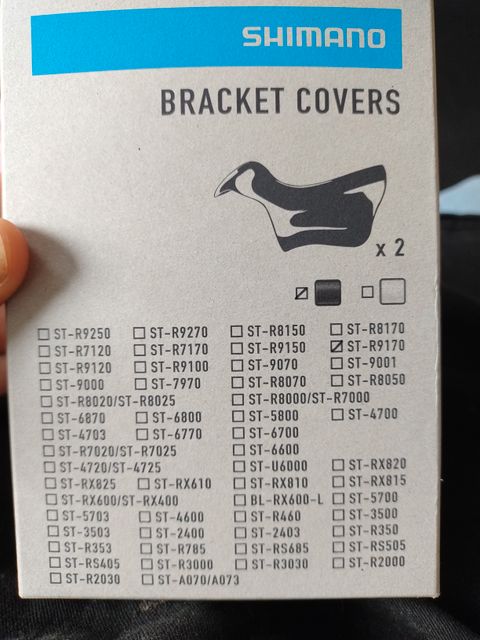 SHIMANO
BRACKET COVERS
x 2
ST-R9250 ST-R9270 ST-R8150 ST-R8170
ST-R7120 ST-R7170 ST-R9150 ST-R9170
ST-R9120 ST-R9100 ST-9070 ST-9001
ST-9000 ST-7970 ST-R8070 ST-R8050
ST-R8020/ST-R8025 ST-R8000/ST-R7000
ST-6870 ST-6800 ST-5800 ST-4700
ST-4703 ST-6770 ST-6700
ST-R7020/ST-R7025 ST-6600
ST-4720/ST-4725 ST-U6000 ST-RX820
ST-RX825 ST-RX610 ST-RX810 ST-RX815
ST-RX600/ST-RX400 BL-RX600-L ST-5700
ST-5703 ST-4600 ST-R460 ST-3500
ST-3503 ST-2400 ST-2403 ST-R350
ST-R353 ST-R785 ST-RS685 ST-RS505
ST-RS405 ST-R3000 ST-R3030 ST-R2000
ST-R2030 ST-A070/A073